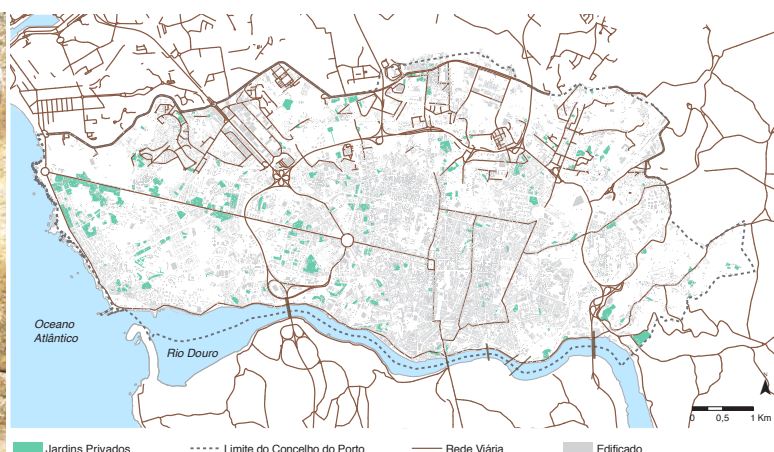 Oceano
Atlântico
Rio Douro
N
0 0,5 1 Km
Jardins Privados
Limite do Concelho do Porto
Rede Viária
Edificado